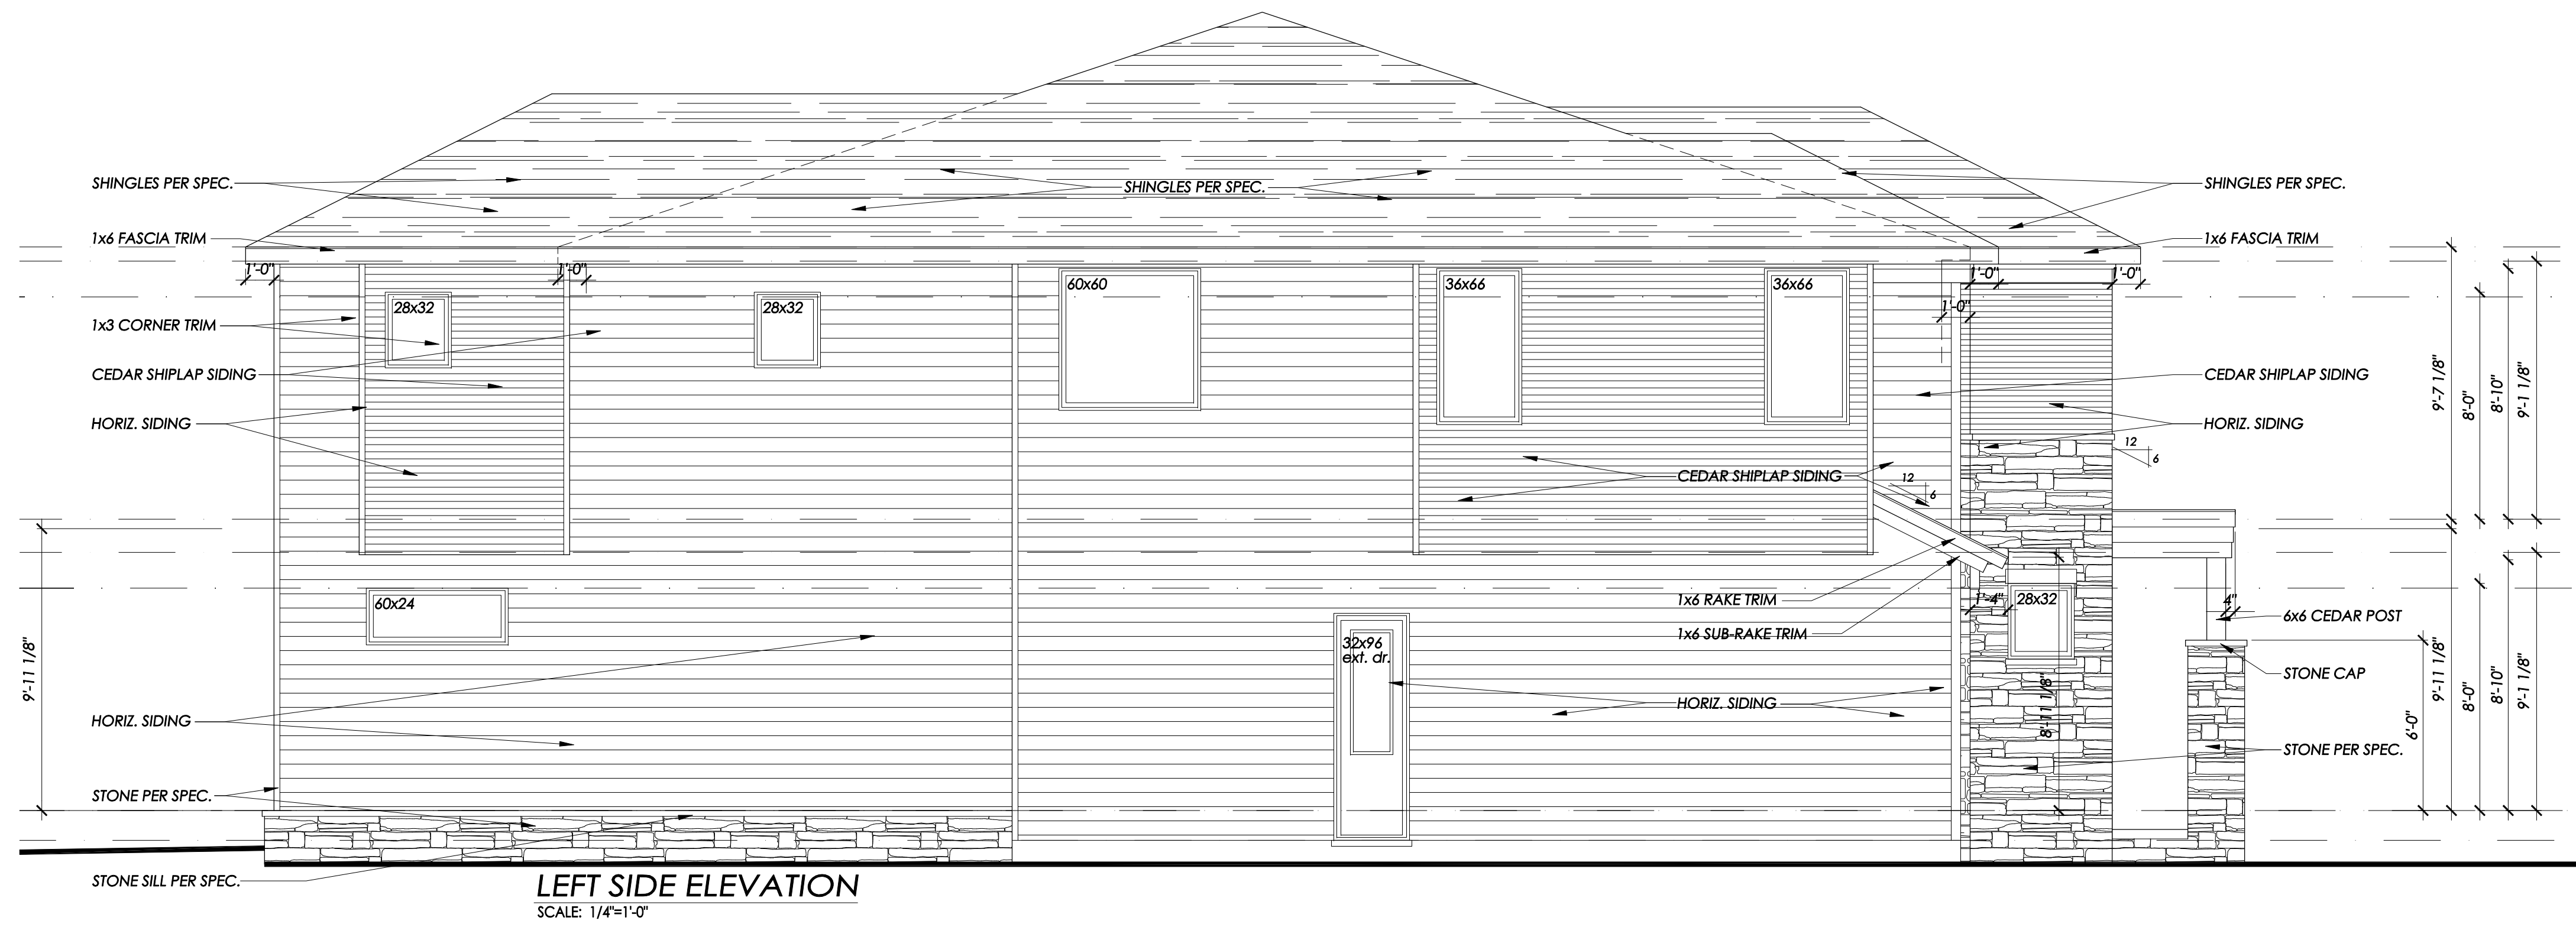 SHINGLES PER SPEC.
SHINGLES PER SPEC.
SHINGLES PER SPEC.
1x6 FASCIA TRIM
1x6 FASCIA TRIM
1'-0"
1'-0"
1'-0"
1'-0"
1'-0"
60x60
36x66
36x66
28x32
28x32
1x3 CORNER TRIM
CEDAR SHIPLAP SIDING
CEDAR SHIPLAP SIDING
HORIZ. SIDING
HORIZ. SIDING
9'-7 1/8"
8'-0"
8'-10"
9'-1 1/8"
12
6
CEDAR SHIPLAP SIDING
12
6
60x24
1x6 RAKE TRIM
1'-4"
28x32
4"
6x6 CEDAR POST
1x6 SUB-RAKE TRIM
32x96
ext. dr.
STONE CAP
9'-11 1/8"
8'-11 1/8"
6'-0"
9'-11 1/8"
8'-0"
8'-10"
9'-1 1/8"
HORIZ. SIDING
HORIZ. SIDING
STONE PER SPEC.
STONE PER SPEC.
STONE SILL PER SPEC.
LEFT SIDE ELEVATION
SCALE: 1/4"=1'-0"